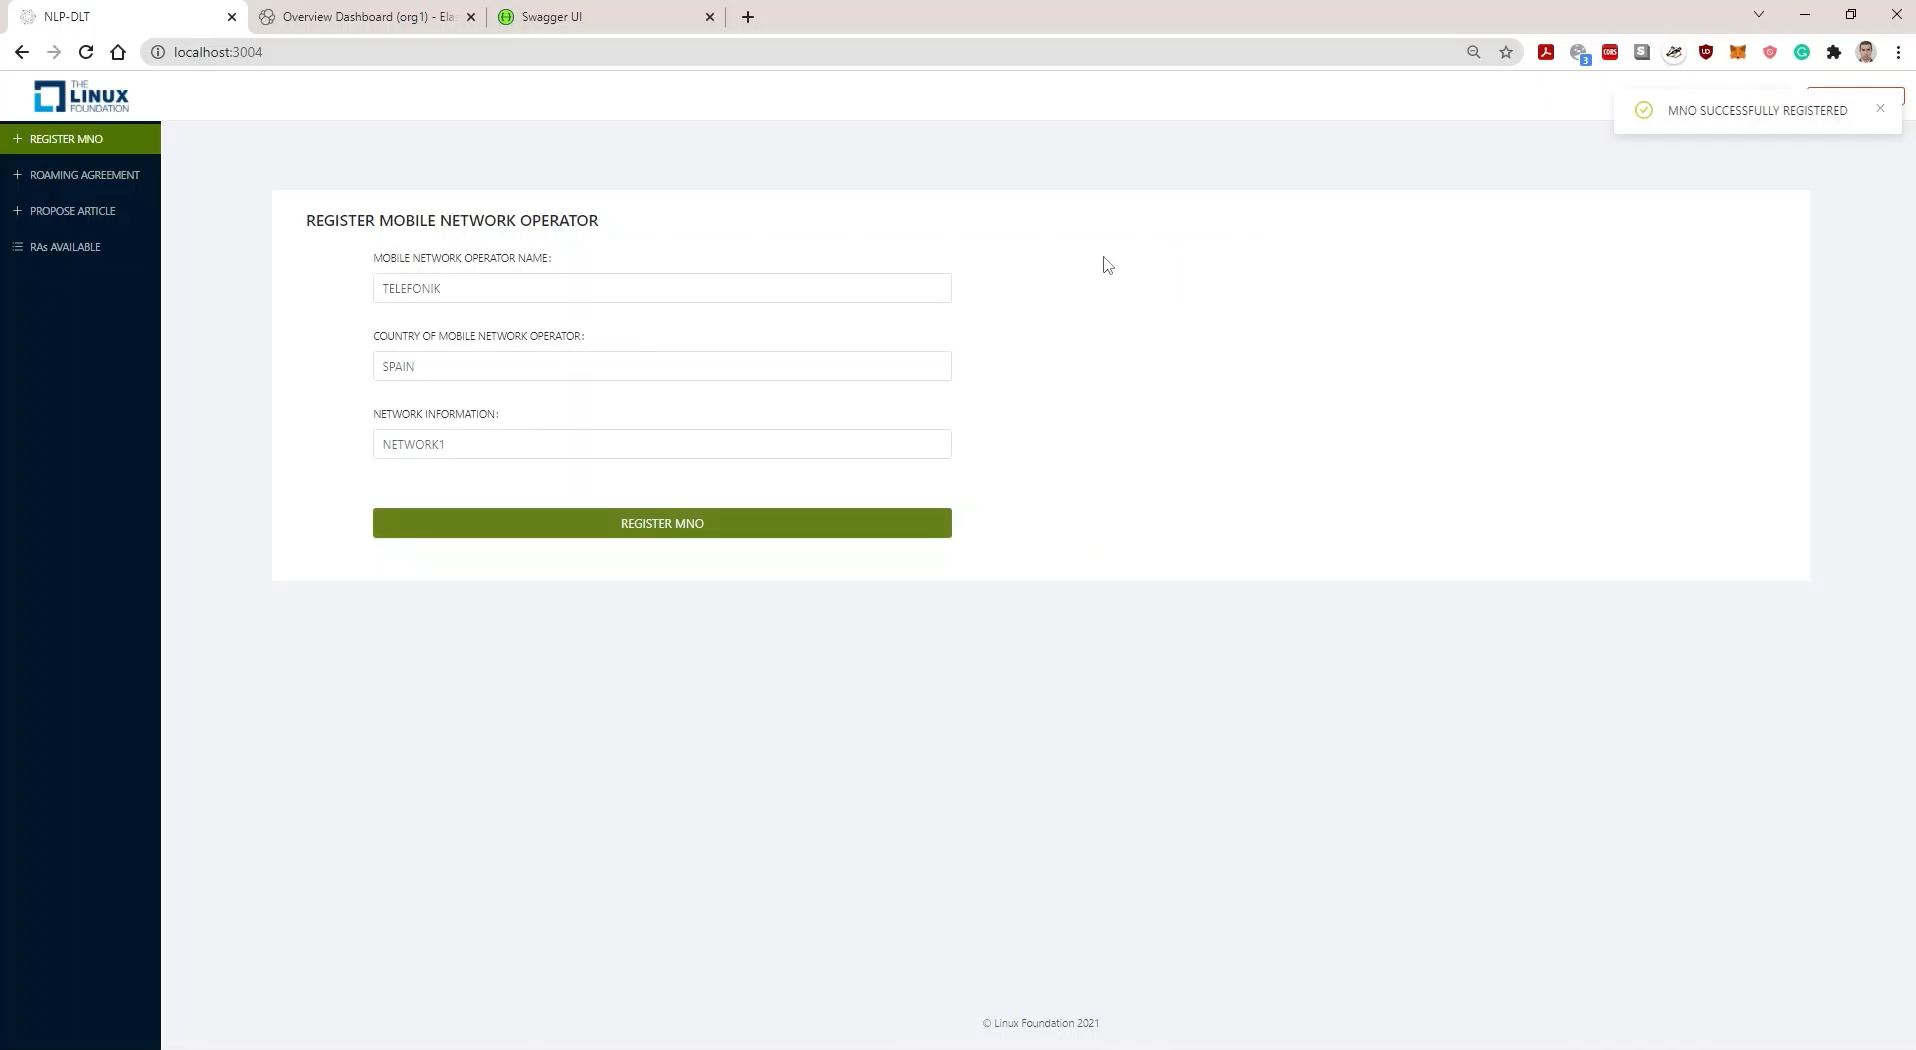 NLP-DLT
Overview Dashboard (org1) - Ela
Swagger UI
localhost:3004
3
CORS
S
THE
LINUX
FOUNDATION
MNO SUCCESSFULLY REGISTERED
REGISTER MNO
ROAMING AGREEMENT
PROPOSE ARTICLE
RAs AVAILABLE
REGISTER MOBILE NETWORK OPERATOR
MOBILE NETWORK OPERATOR NAME:
TELEFONIK
COUNTRY OF MOBILE NETWORK OPERATOR:
SPAIN
NETWORK INFORMATION:
NETWORK1
REGISTER MNO
© Linux Foundation 2021